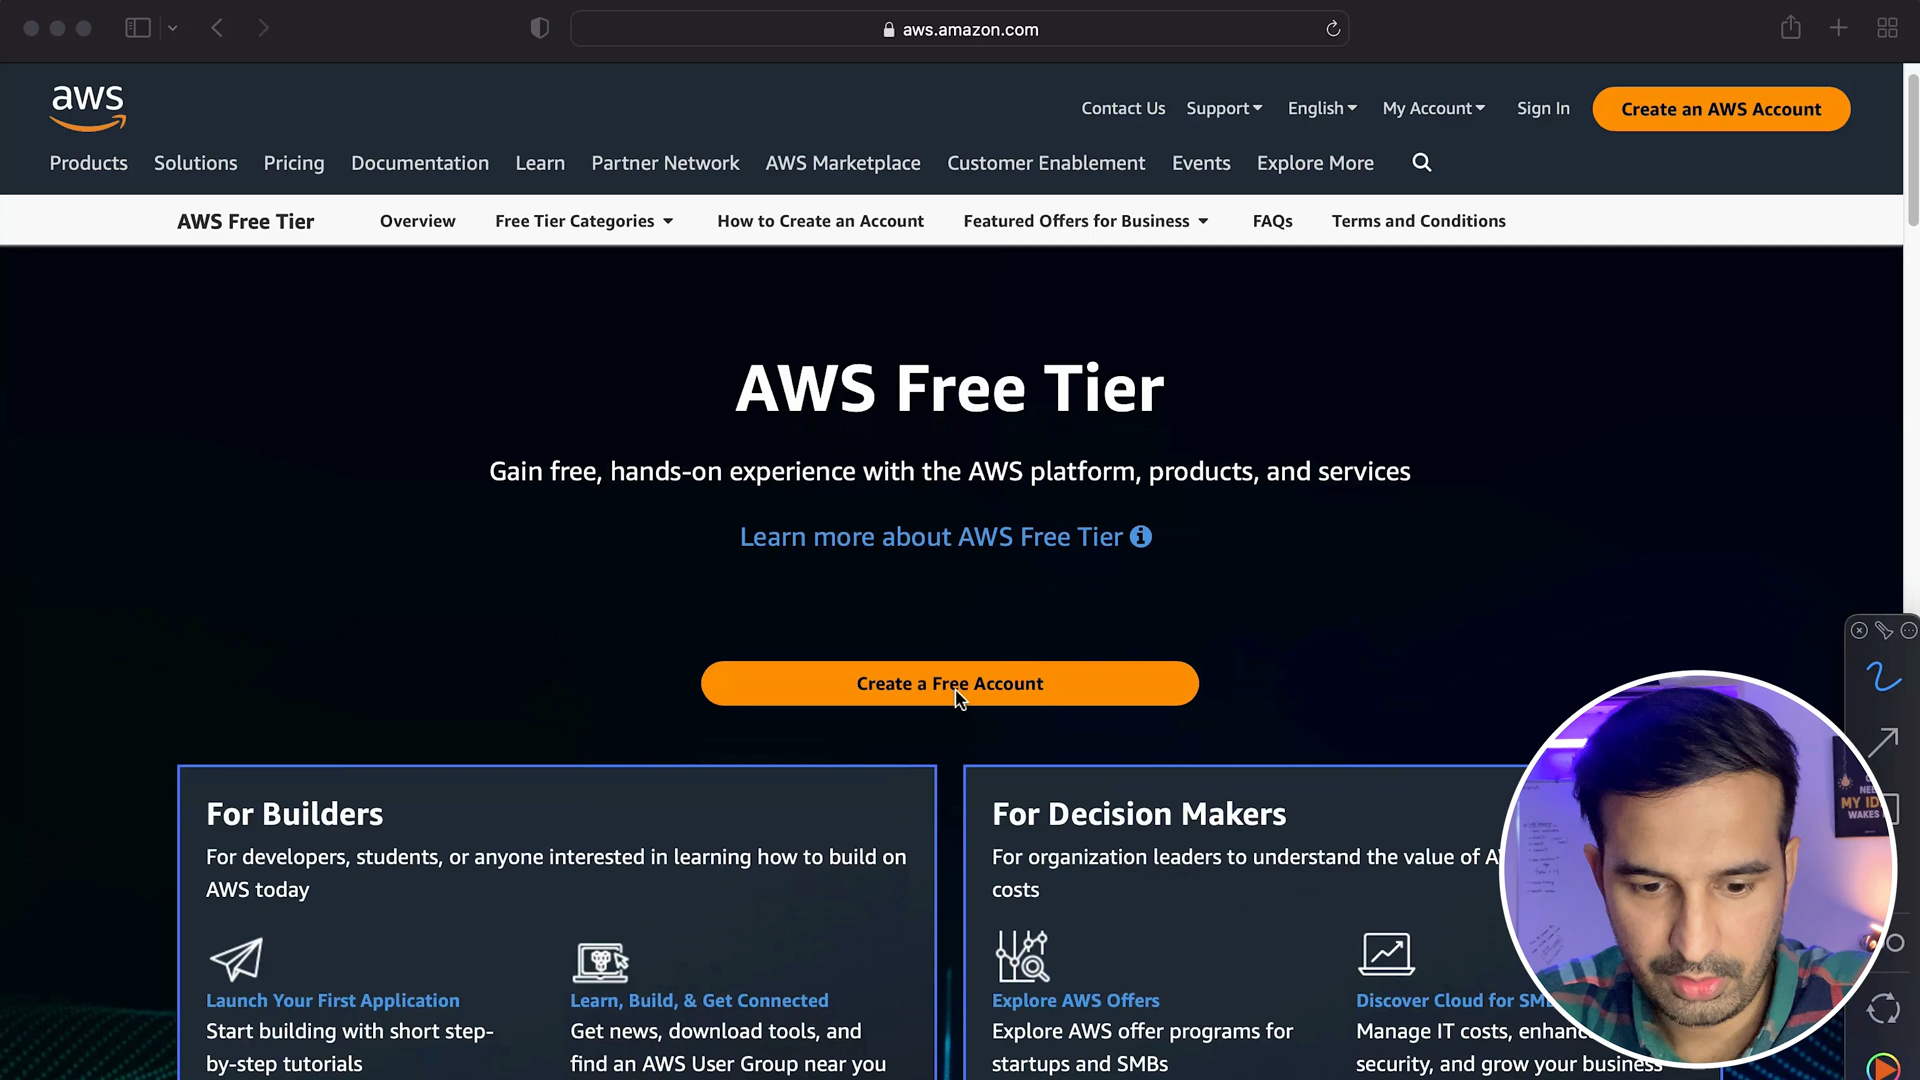 aws.amazon.com
aws
Contact Us Support English My Account Sign In Create an AWS Account
Products Solutions Pricing Documentation Learn Partner Network AWS Marketplace Customer Enablement Events Explore More
AWS Free Tier Overview Free Tier Categories How to Create an Account Featured Offers for Business FAQs Terms and Conditions
AWS Free Tier
Gain free, hands-on experience with the AWS platform, products, and services
Learn more about AWS Free Tier
Create a Free Account
For Builders
For developers, students, or anyone interested in learning how to build on
AWS today
Launch Your First Application
Start building with short step-
by-step tutorials
Learn, Build, & Get Connected
Get news, download tools, and
find an AWS User Group near you
For Decision Makers
For organization leaders to understand the value of
costs
Explore AWS Offers
Explore AWS offer programs for
startups and SMBs
Discover Cloud for
Manage IT costs,
security, and grow your business
MY
WAKES